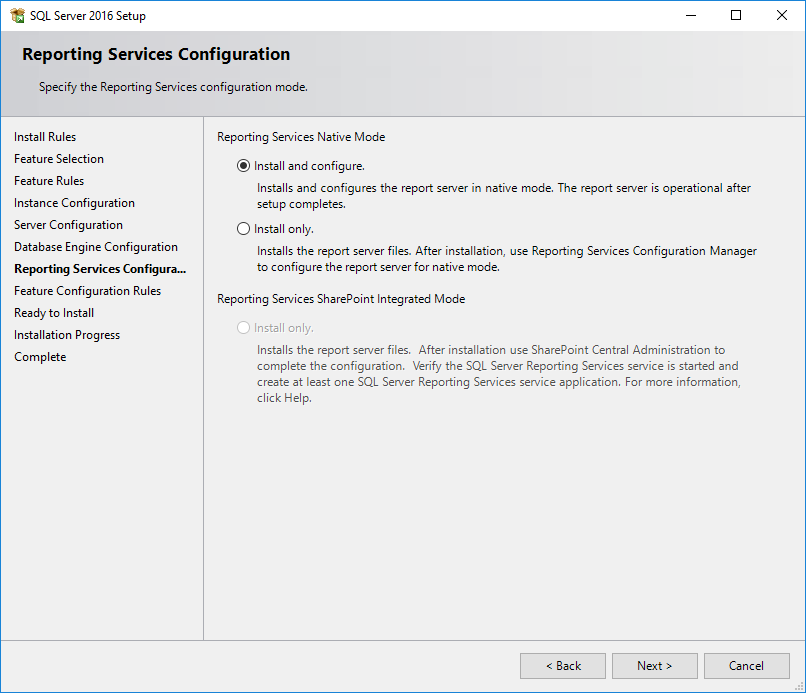 SQL Server 2016 Setup
Reporting Services Configuration
Specify the Reporting Services configuration mode.
Install Rules
Feature Selection
Feature Rules
Instance Configuration
Server Configuration
Database Engine Configuration
Reporting Services Configura...
Feature Configuration Rules
Ready to Install
Installation Progress
Complete
Reporting Services Native Mode
Install and configure.
Installs and configures the report server in native mode. The report server is operational after
setup completes.
Install only.
Installs the report server files. After installation, use Reporting Services Configuration Manager
to configure the report server for native mode.
Reporting Services SharePoint Integrated Mode
Install only.
Installs the report server files.  After installation use SharePoint Central Administration to
complete the configuration.  Verify the SQL Server Reporting Services service is started and
create at least one SQL Server Reporting Services service application. For more information,
click Help.
< Back
Next >
Cancel